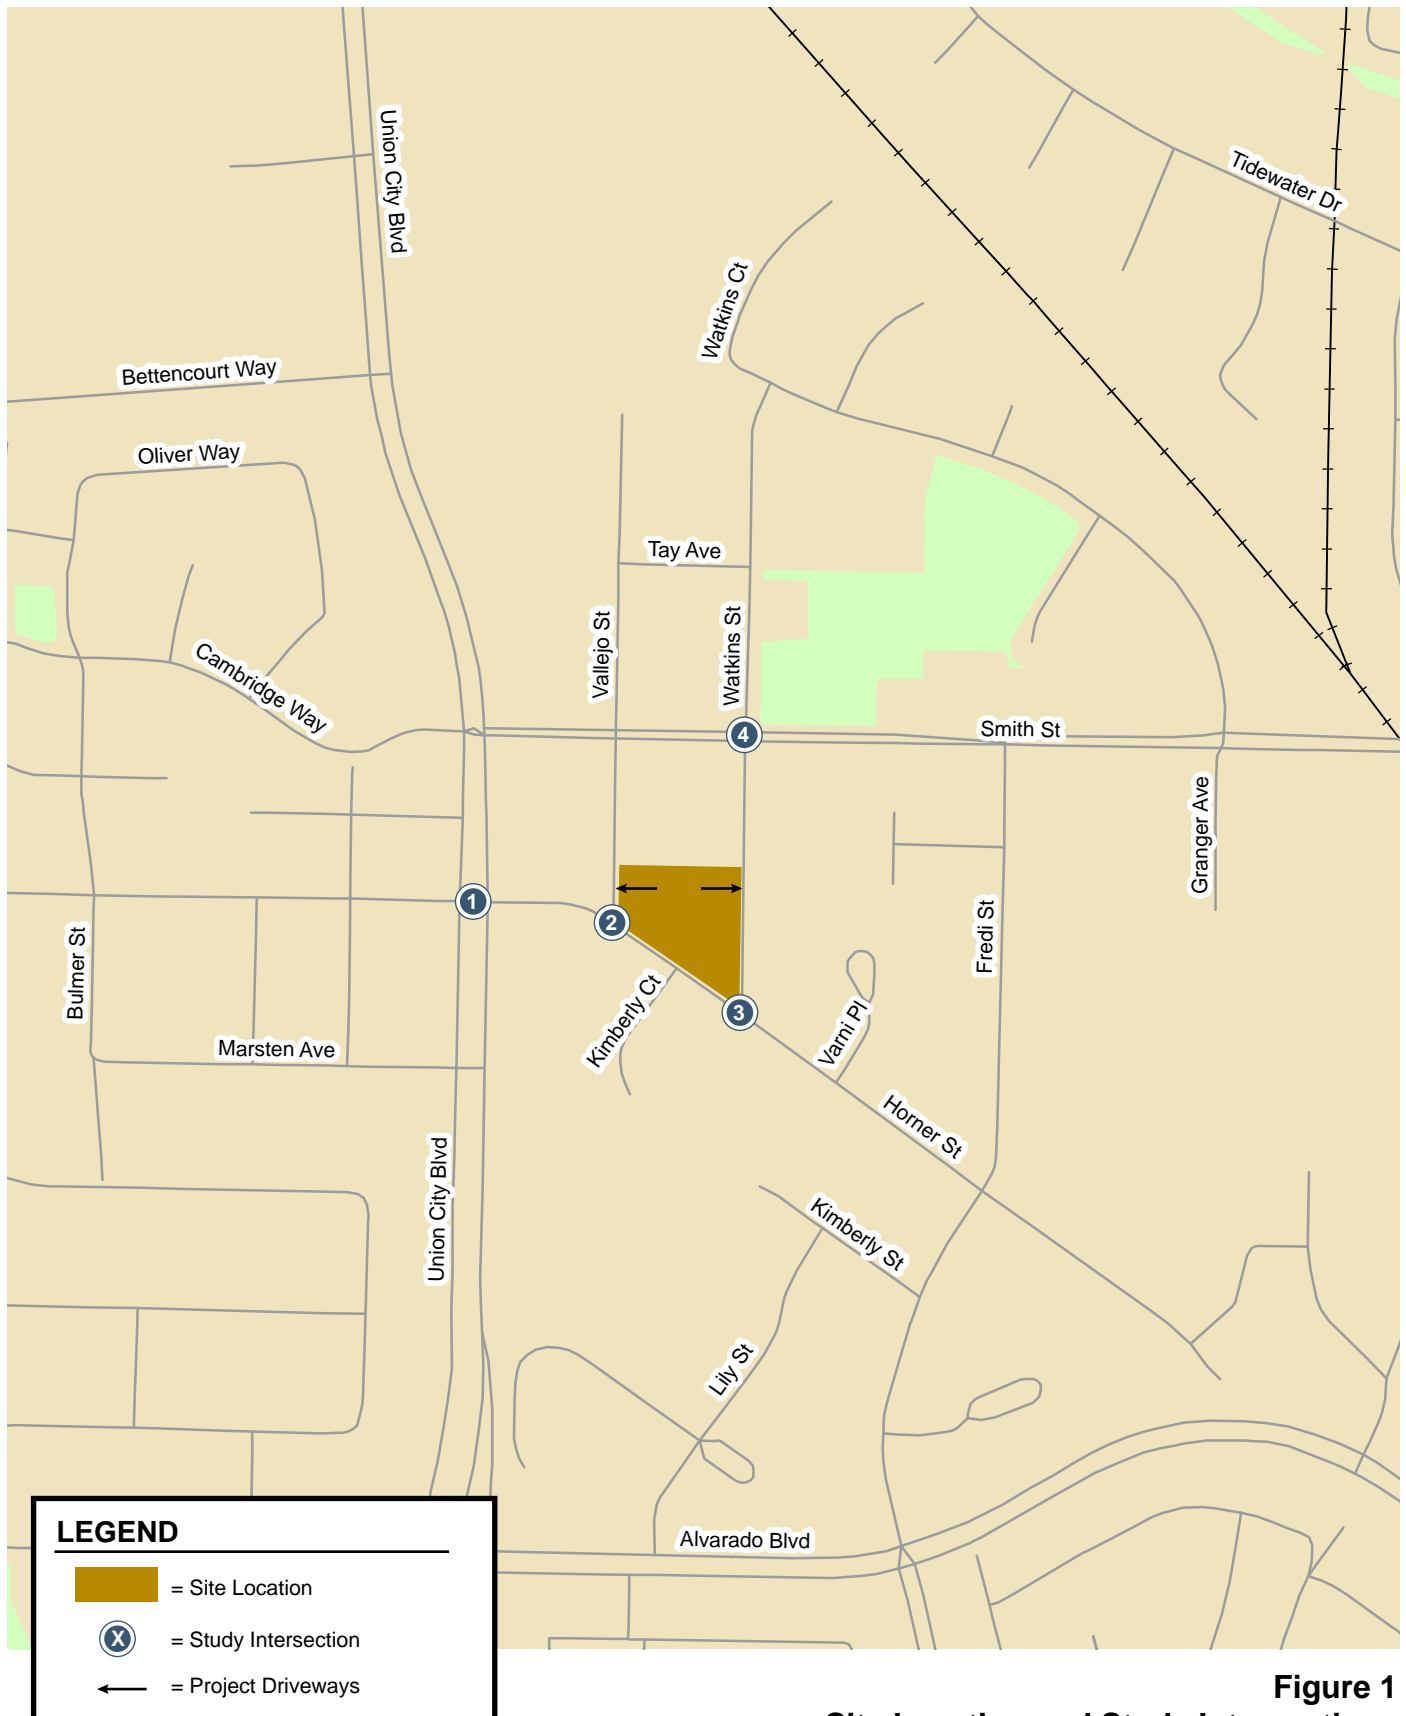 Union City Blvd
Tidewater Dr
Watkins Ct
Bettencourt Way
Oliver Way
Tay Ave
Vallejo St
Watkins St
Cambridge Way
4
Smith St
Granger Ave
1
2
Fredi St
Bulmer St
3
Kimberly Ct
Varni Pl
Marsten Ave
Horner St
Union City Blvd
Kimberly St
Lily St
Alvarado Blvd
LEGEND
= Site Location
X = Study Intersection
= Project Driveways
Figure 1